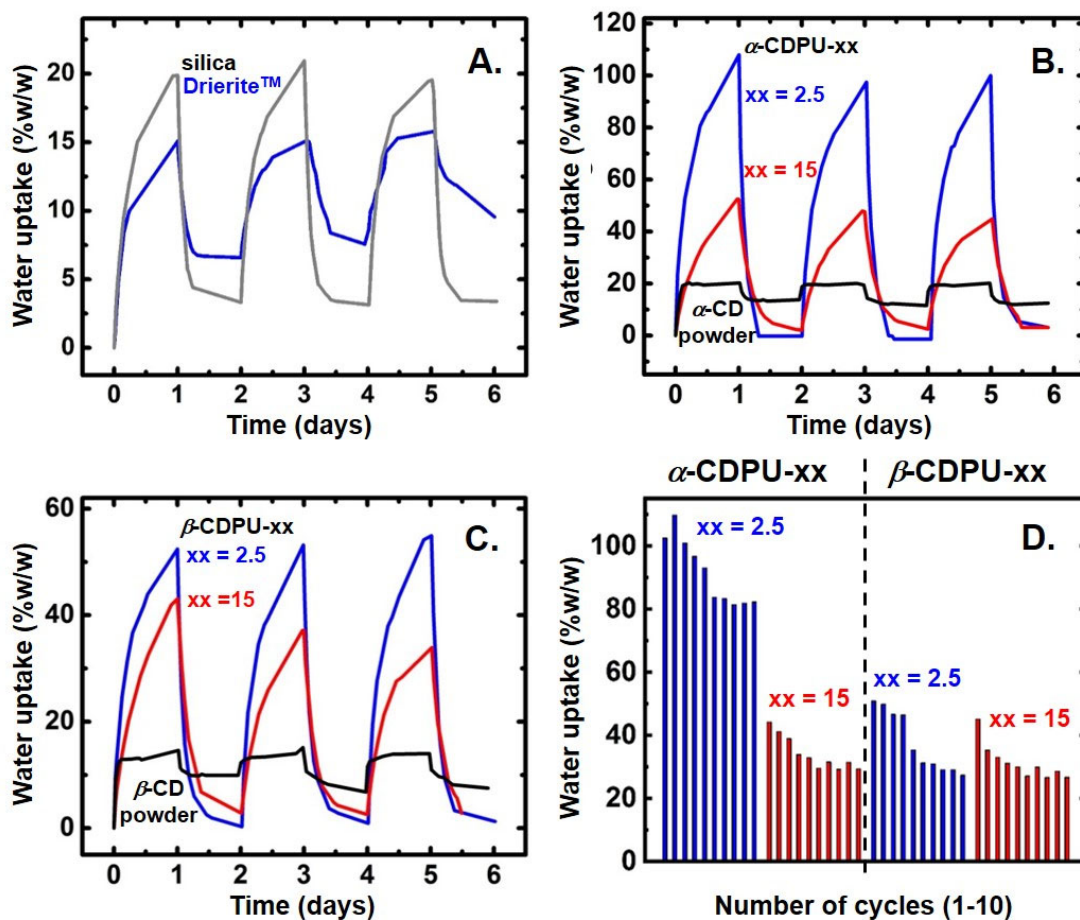 A.
silica
Drierite™
Water uptake (%w/w)
20
15
10
5
0
0 1 2 3 4 5 6
Time (days)
B.
α-CDPU-xx
xx = 2.5
xx = 15
α-CD
powder
Water uptake (%w/w)
120
100
80
60
40
20
0
0 1 2 3 4 5 6
Time (days)
C.
β-CDPU-xx
xx = 2.5
xx =15
β-CD
powder
Water uptake (%w/w)
60
40
20
0
0 1 2 3 4 5 6
Time (days)
α-CDPU-xx β-CDPU-xx
D.
xx = 2.5
xx = 15
xx = 2.5
xx = 15
Water uptake (%w/w)
100
80
60
40
20
0
Number of cycles (1-10)